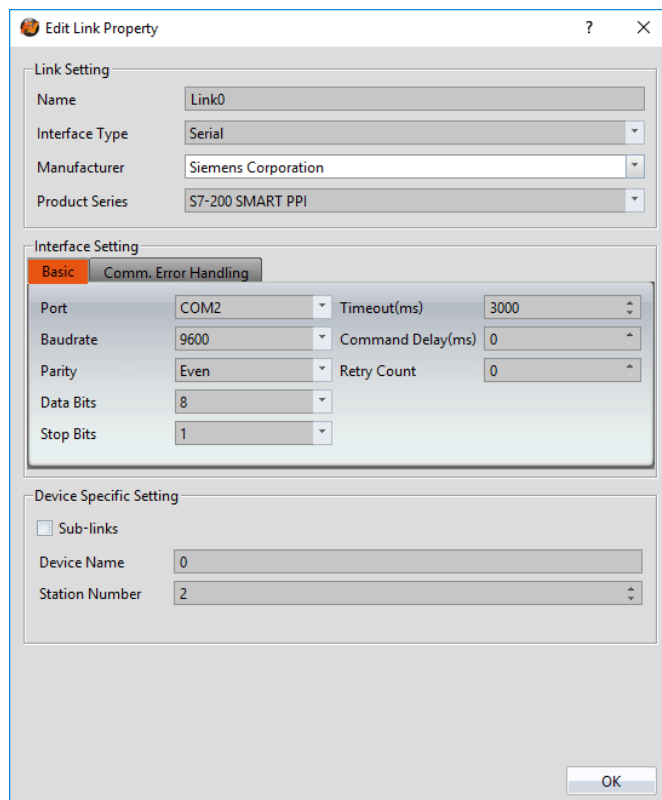 Edit Link Property
?
Link Setting
Name Link0
Interface Type Serial
Manufacturer Siemens Corporation
Product Series S7-200 SMART PPI
Interface Setting
Basic Comm. Error Handling
Port COM2 Timeout(ms) 3000
Baudrate 9600 Command Delay(ms) 0
Parity Even Retry Count 0
Data Bits 8
Stop Bits 1
Device Specific Setting
Sub-links
Device Name 0
Station Number 2
OK